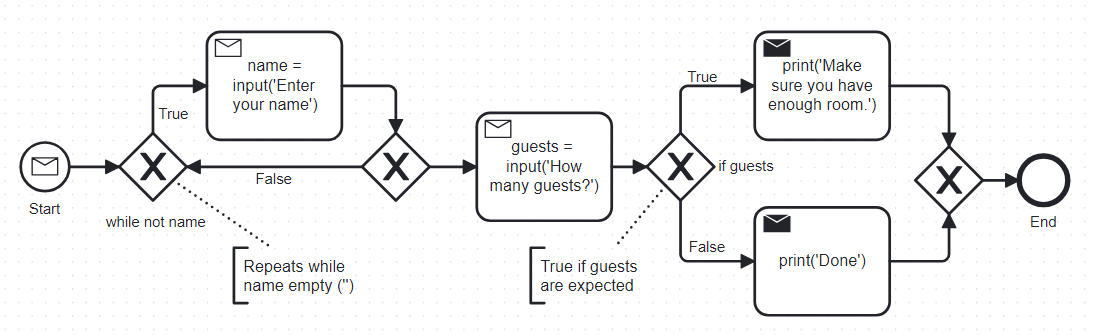 Start
True
while not name
name =
input('Enter
your name')
False
Repeats while
name empty ('')
guests =
input('How
many guests?')
True if guests
are expected
if guests
True
print('Make
sure you have
enough room.')
False
print('Done')
End